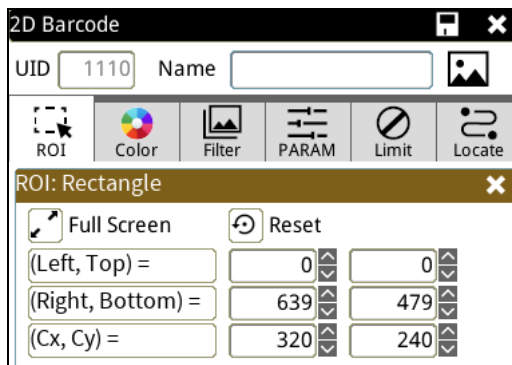 2D Barcode
UID 1110 Name
ROI Color Filter PARAM Limit Locate
ROI: Rectangle
Full Screen Reset
(Left, Top) = 0 0
(Right, Bottom) = 639 479
(Cx, Cy) = 320 240